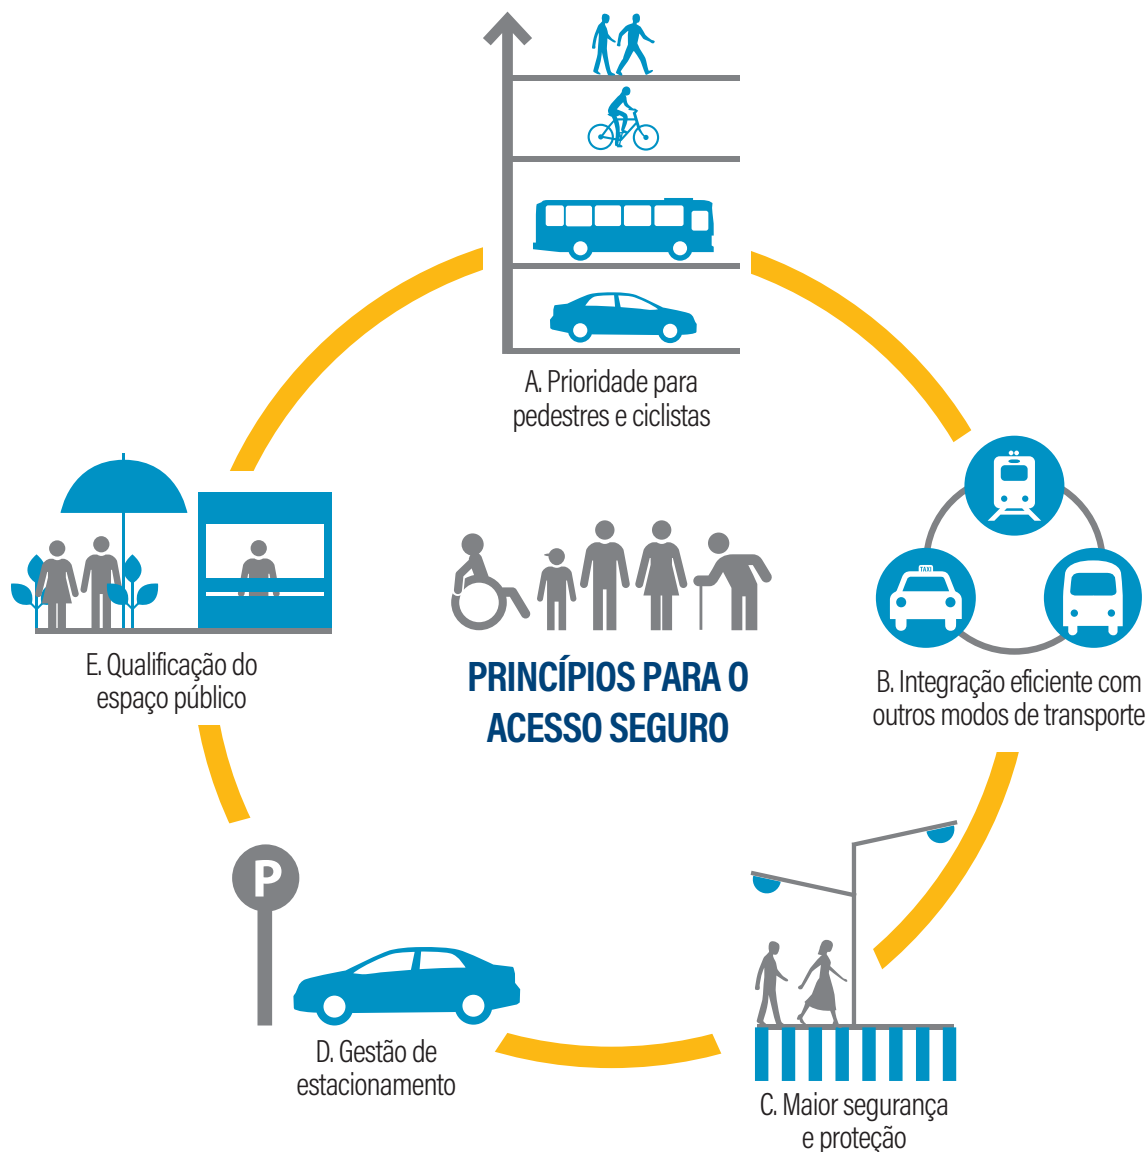 A. Prioridade para
pedestres e ciclistas
TAXI
B. Integração eficiente com
outros modos de transporte
E. Qualificação do
espaço público
PRINCÍPIOS PARA O
ACESSO SEGURO
P
D. Gestão de
estacionamento
C. Maior segurança
e proteção